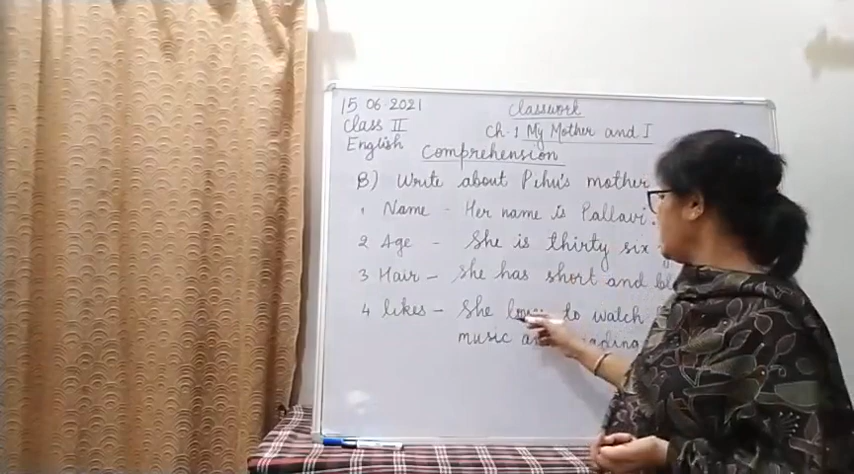 15 06 2021 Classwork
Class II Ch-1 My Mother and I
English Comprehension
B) Write about Pihu's mother
1 Name - Her name is Pallavi.
2 Age - She is thirty six
3 Hair - She has short and
4 likes - She to watch
music